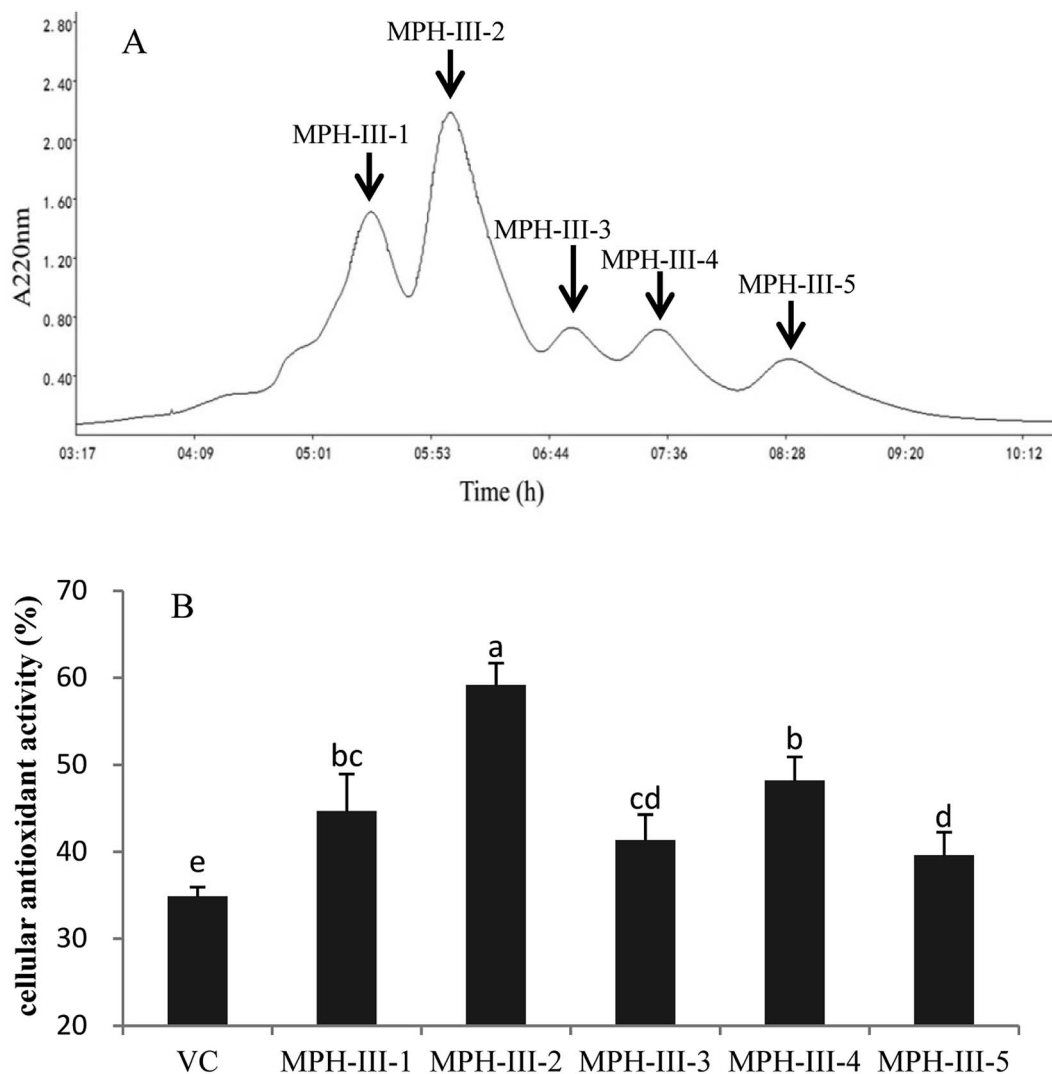 A
MPH-III-2
MPH-III-1
MPH-III-3
MPH-III-4
MPH-III-5
A220nm
2.80
2.40
2.00
1.60
1.20
0.80
0.40
03:17 04:09 05:01 05:53 06:44 07:36 08:28 09:20 10:12
Time (h)
B
cellular antioxidant activity (%)
70
60
50
40
30
20
a
bc
b
cd
d
e
VC MPH-III-1 MPH-III-2 MPH-III-3 MPH-III-4 MPH-III-5